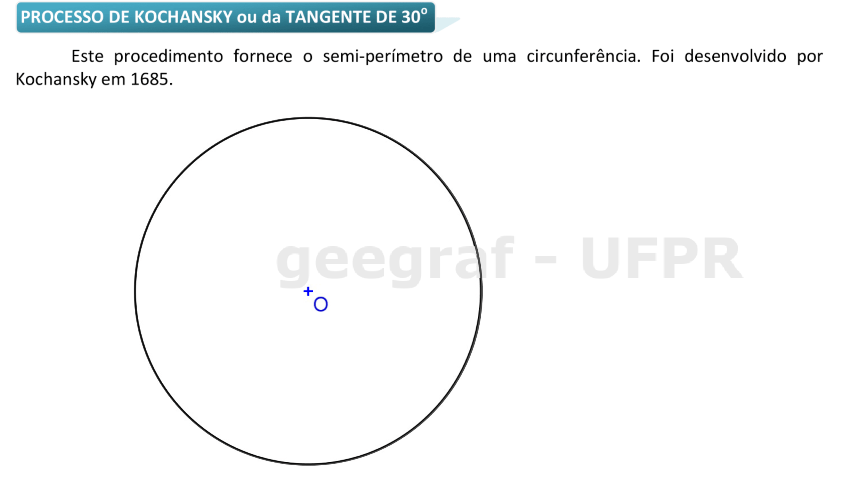 PROCESSO DE KOCHANSKY ou da TANGENTE DE 30º
Este procedimento fornece o semi-perímetro de uma circunferência. Foi desenvolvido por
Kochansky em 1685.
geegraf - UFPR
+
O